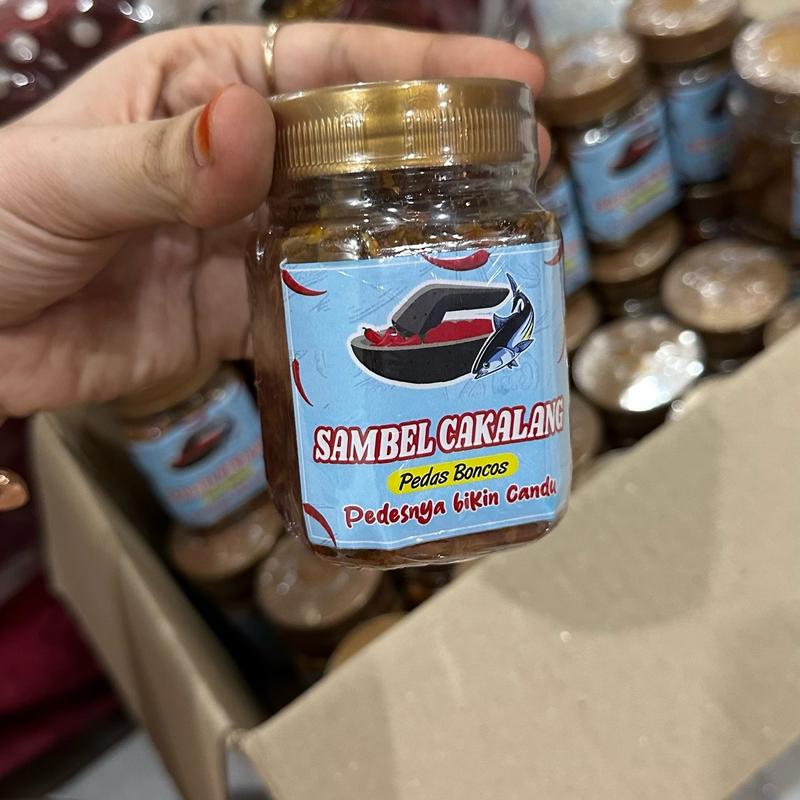 SAMBEL CAKALANG
Pedas Boncos
Pedesnya biKin Candu